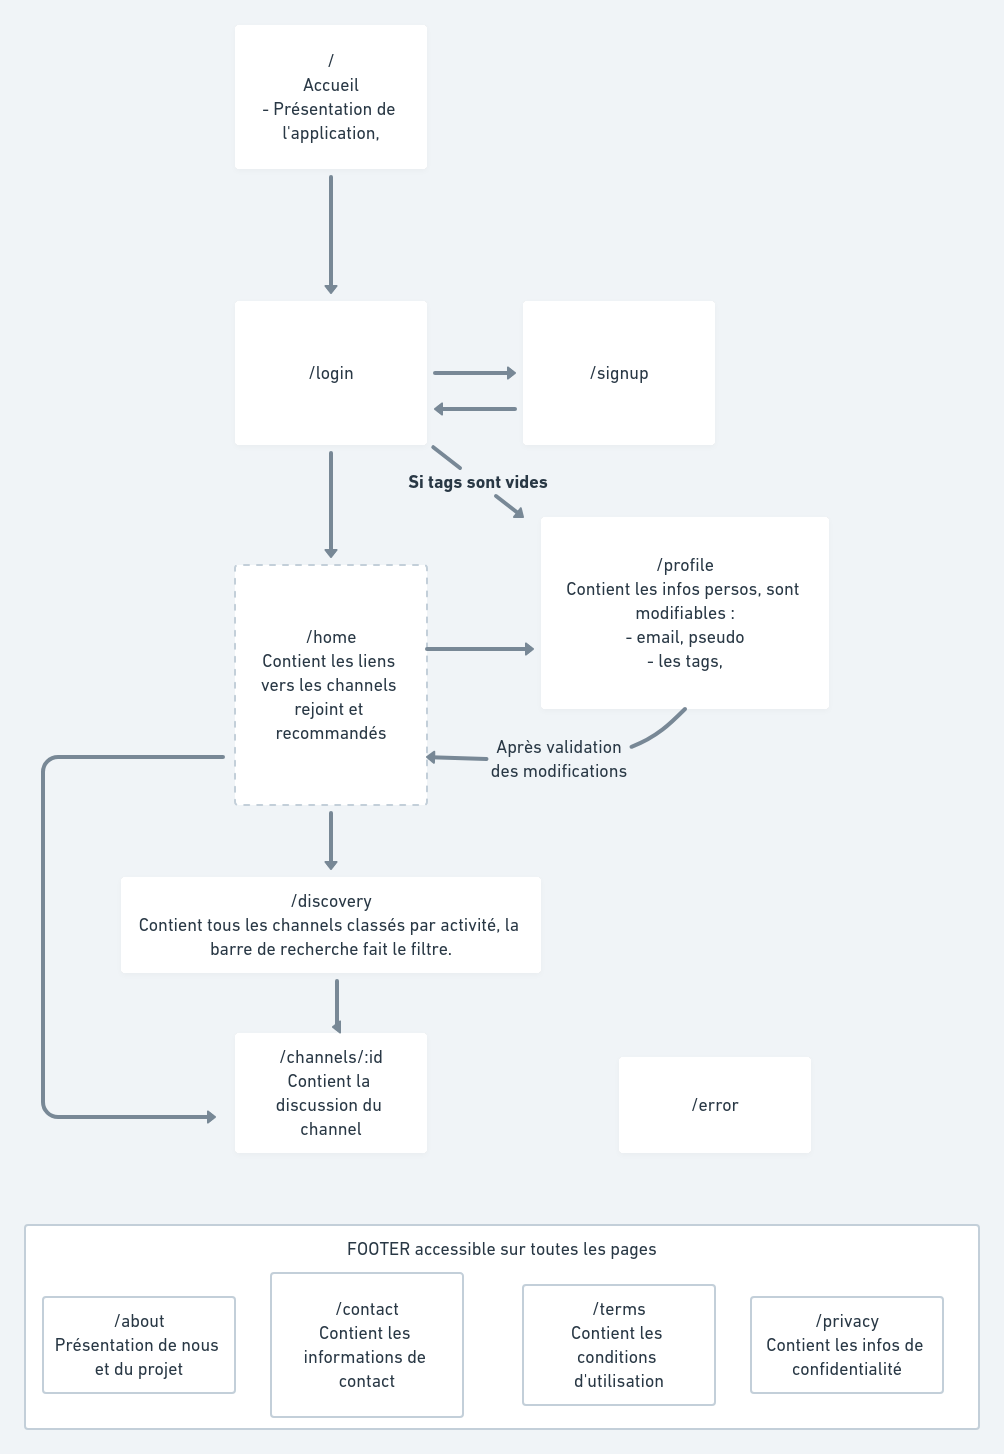 /
Accueil
- Présentation de
l'application,
/login
/signup
Si tags sont vides
/profile
Contient les infos persos, sont
modifiables :
- email, pseudo
- les tags,
/home
Contient les liens
vers les channels
rejoint et
recommandés
Après validation
des modifications
/discovery
Contient tous les channels classés par activité, la
barre de recherche fait le filtre.
/channels/:id
Contient la
discussion du
channel
/error
FOOTER accessible sur toutes les pages
/about
Présentation de nous
et du projet
/contact
Contient les
informations de
contact
/terms
Contient les
conditions
d'utilisation
/privacy
Contient les infos de
confidentialité